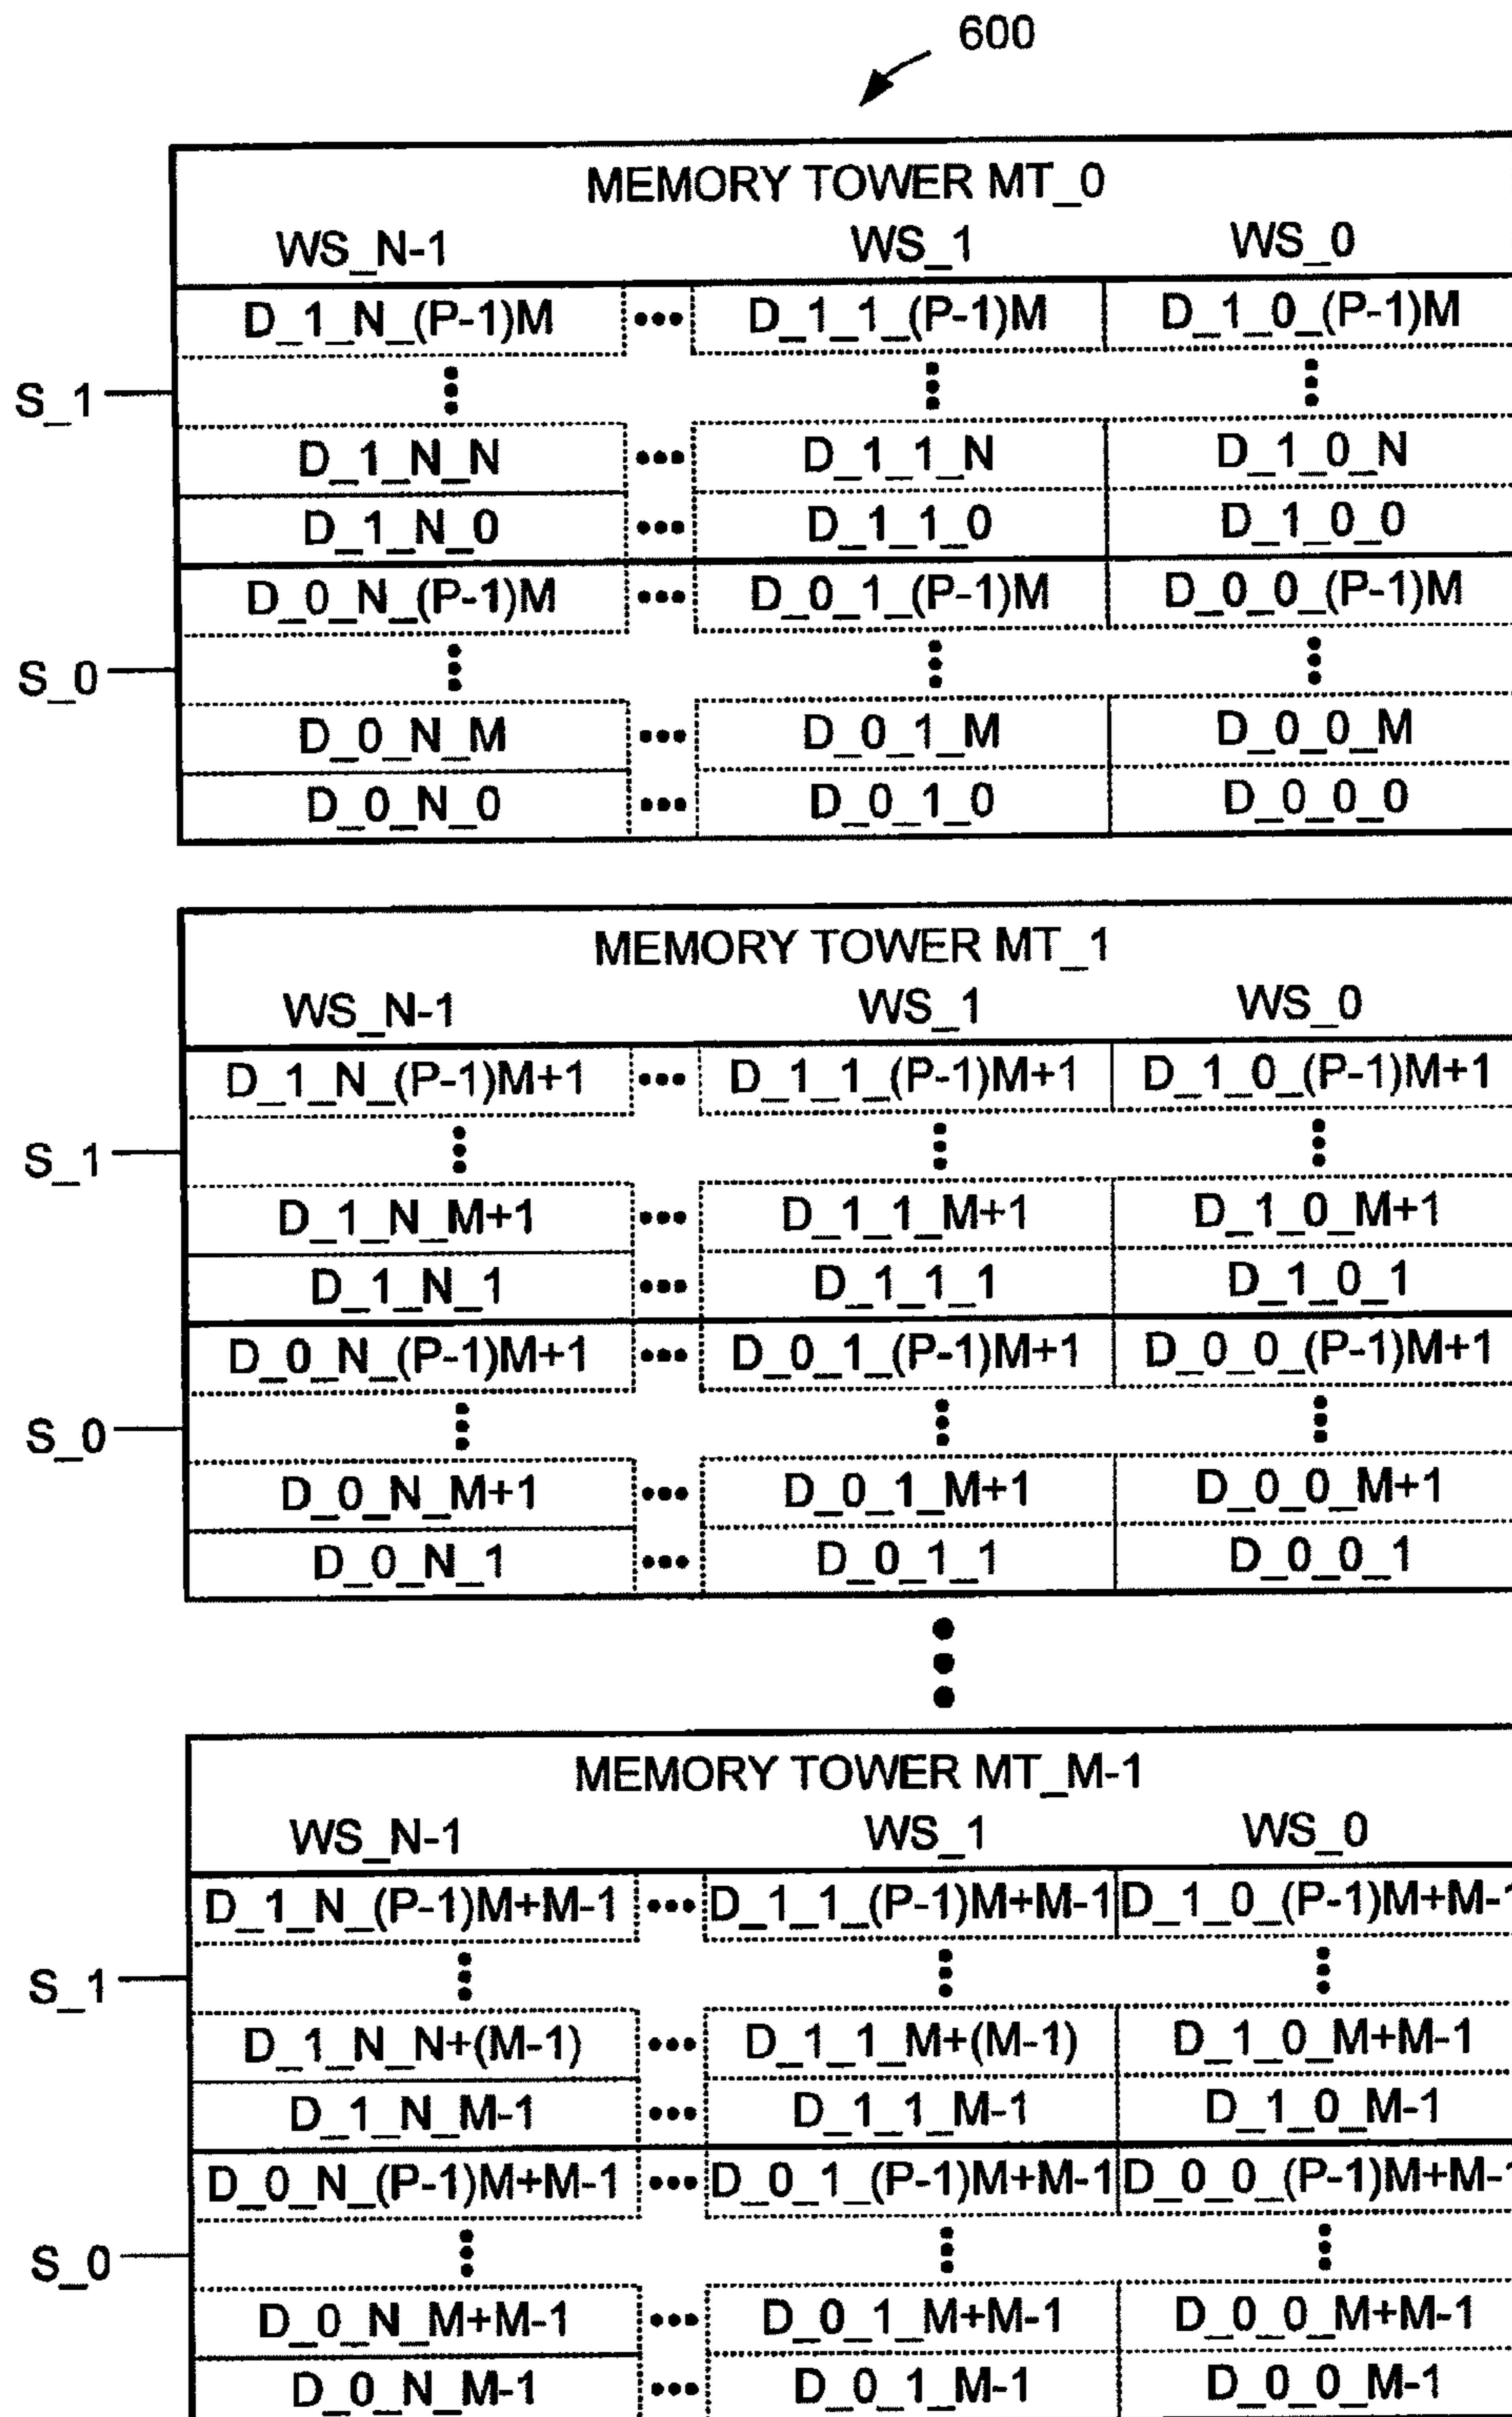 600
MEMORY TOWER MT_0
WS_N-1 WS_1 WS_0
D_1_N_(P-1)M ••• D_1_1_(P-1)M D_1_0_(P-1)M
S_1
D_1_N_N ••• D_1_1_N D_1_0_N
D_1_N_0 ••• D_1_1_0 D_1_0_0
D_0_N_(P-1)M ••• D_0_1_(P-1)M D_0_0_(P-1)M
S_0
D_0_N_M ••• D_0_1_M D_0_0_M
D_0_N_0 ••• D_0_1_0 D_0_0_0
MEMORY TOWER MT_1
WS_N-1 WS_1 WS_0
D_1_N_(P-1)M+1 ••• D_1_1_(P-1)M+1 D_1_0_(P-1)M+1
S_1
D_1_N_M+1 ••• D_1_1_M+1 D_1_0_M+1
D_1_N_1 ••• D_1_1_1 D_1_0_1
D_0_N_(P-1)M+1 ••• D_0_1_(P-1)M+1 D_0_0_(P-1)M+1
S_0
D_0_N_M+1 ••• D_0_1_M+1 D_0_0_M+1
D_0_N_1 ••• D_0_1_1 D_0_0_1
MEMORY TOWER MT_M-1
WS_N-1 WS_1 WS_0
D_1_N_(P-1)M+M-1 ••• D_1_1_(P-1)M+M-1 D_1_0_(P-1)M+M-1
S_1
D_1_N_N+(M-1) ••• D_1_1_M+(M-1) D_1_0_M+M-1
D_1_N_M-1 ••• D_1_1_M-1 D_1_0_M-1
D_0_N_(P-1)M+M-1 ••• D_0_1_(P-1)M+M-1 D_0_0_(P-1)M+M-1
S_0
D_0_N_M+M-1 ••• D_0_1_M+M-1 D_0_0_M+M-1
D_0_N_M-1 ••• D_0_1_M-1 D_0_0_M-1